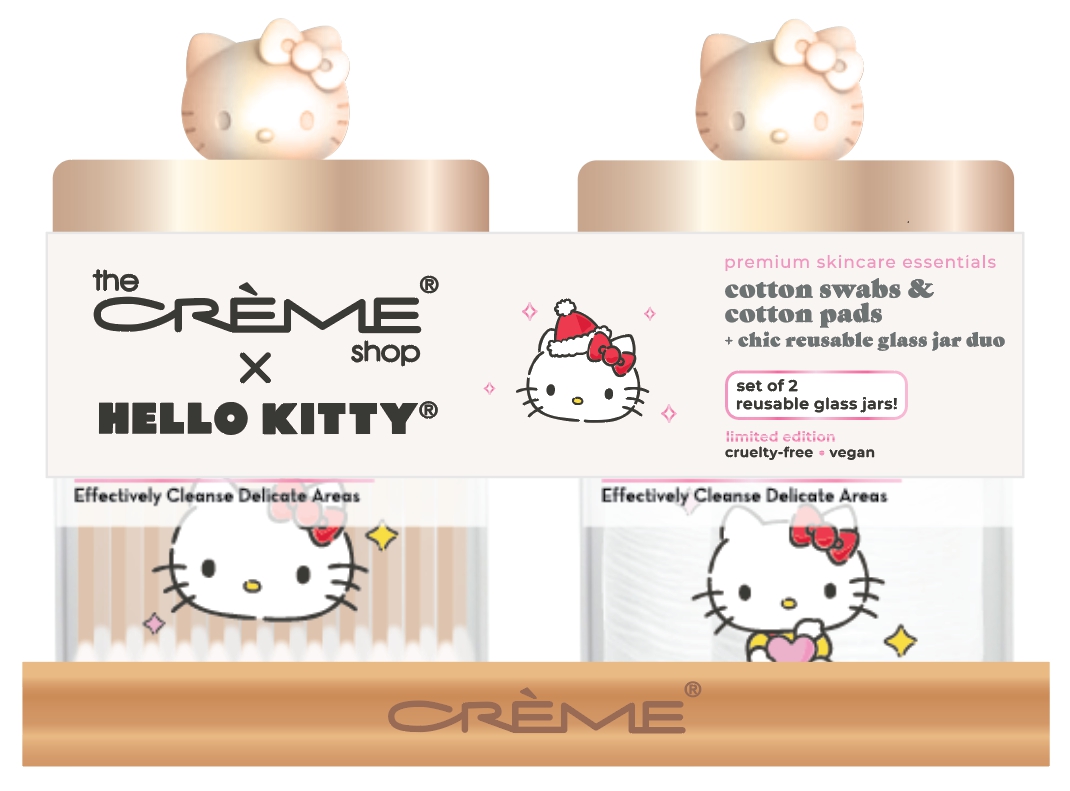 the
CRÈME®
shop
X
HELLO KITTY®
premium skincare essentials
cotton swabs &
cotton pads
+ chic reusable glass jar duo
set of 2
reusable glass jars!
limited edition
cruelty-free • vegan
Effectively Cleanse Delicate Areas
Effectively Cleanse Delicate Areas
CRÈME®